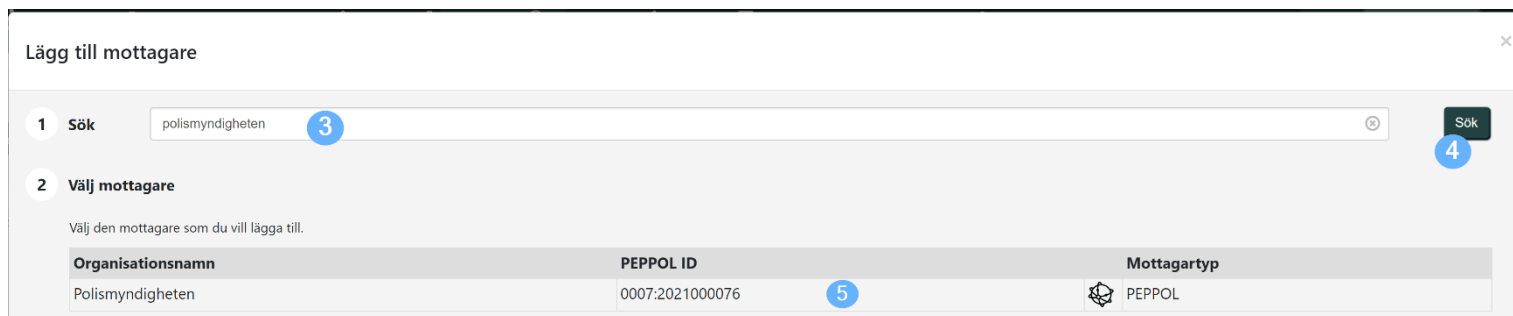 Lägg till mottagare
×
1 Sök polismyndigheten 3 Sök
4
2 Välj mottagare
Välj den mottagare som du vill lägga till.
Organisationsnamn PEPPOL ID Mottagartyp
Polismyndigheten 0007:2021000076 5 PEPPOL